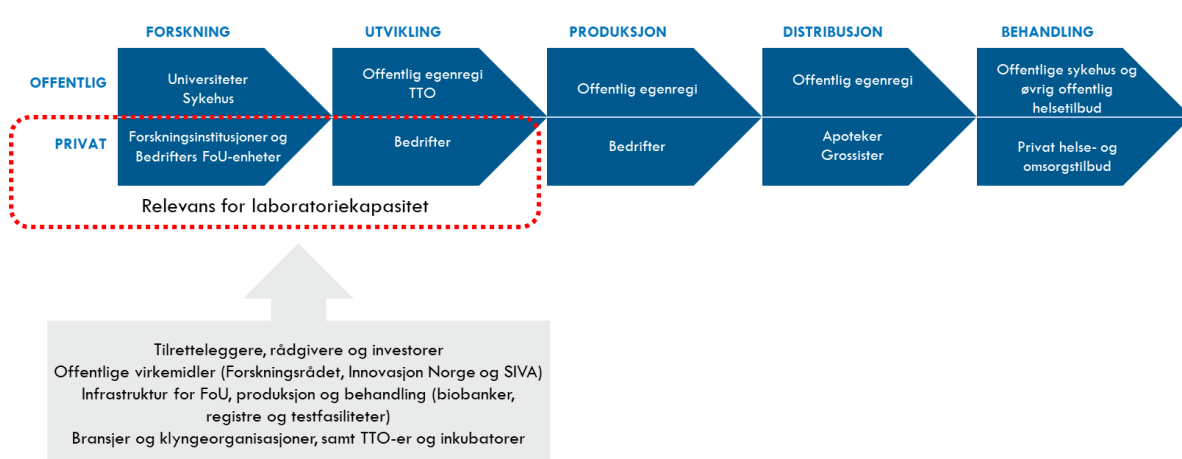 FORSKNING
UTVIKLING
PRODUKSJON
DISTRIBUSJON
BEHANDLING
OFFENTLIG
Universiteter
Sykehus
Offentlig egenregi
TTO
Offentlig egenregi
Offentlig egenregi
Offentlige sykehus og
øvrig offentlig
helsetilbud
PRIVAT
Forskningsinstitusjoner og
Bedrifters FoU-enheter
Bedrifter
Bedrifter
Apoteker
Grossister
Privat helse- og
omsorgstilbud
Relevans for laboratoriekapasitet
Tilretteleggere, rådgivere og investorer
Offentlige virkemidler (Forskningsrådet, Innovasjon Norge og SIVA)
Infrastruktur for FoU, produksjon og behandling (biobanker,
registre og testfasiliteter)
Bransjer og klyngeorganisasjoner, samt TTO-er og inkubatorer